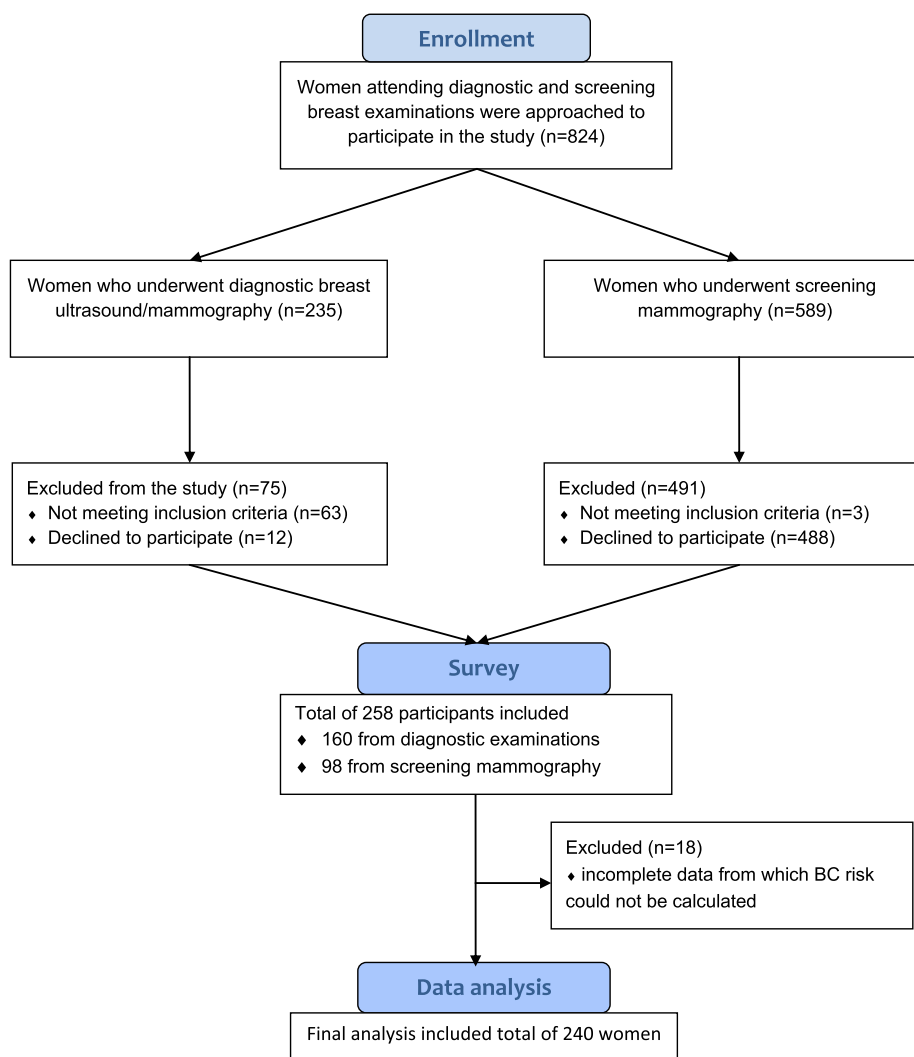 Enrollment
Women attending diagnostic and screening
breast examinations were approached to
participate in the study (n=824)
Women who underwent diagnostic breast
ultrasound/mammography (n=235)
Women who underwent screening
mammography (n=589)
Excluded from the study (n=75)
♦ Not meeting inclusion criteria (n=63)
♦ Declined to participate (n=12)
Excluded (n=491)
♦ Not meeting inclusion criteria (n=3)
♦ Declined to participate (n=488)
Survey
Total of 258 participants included
♦ 160 from diagnostic examinations
♦ 98 from screening mammography
Excluded (n=18)
♦ incomplete data from which BC risk
could not be calculated
Data analysis
Final analysis included total of 240 women